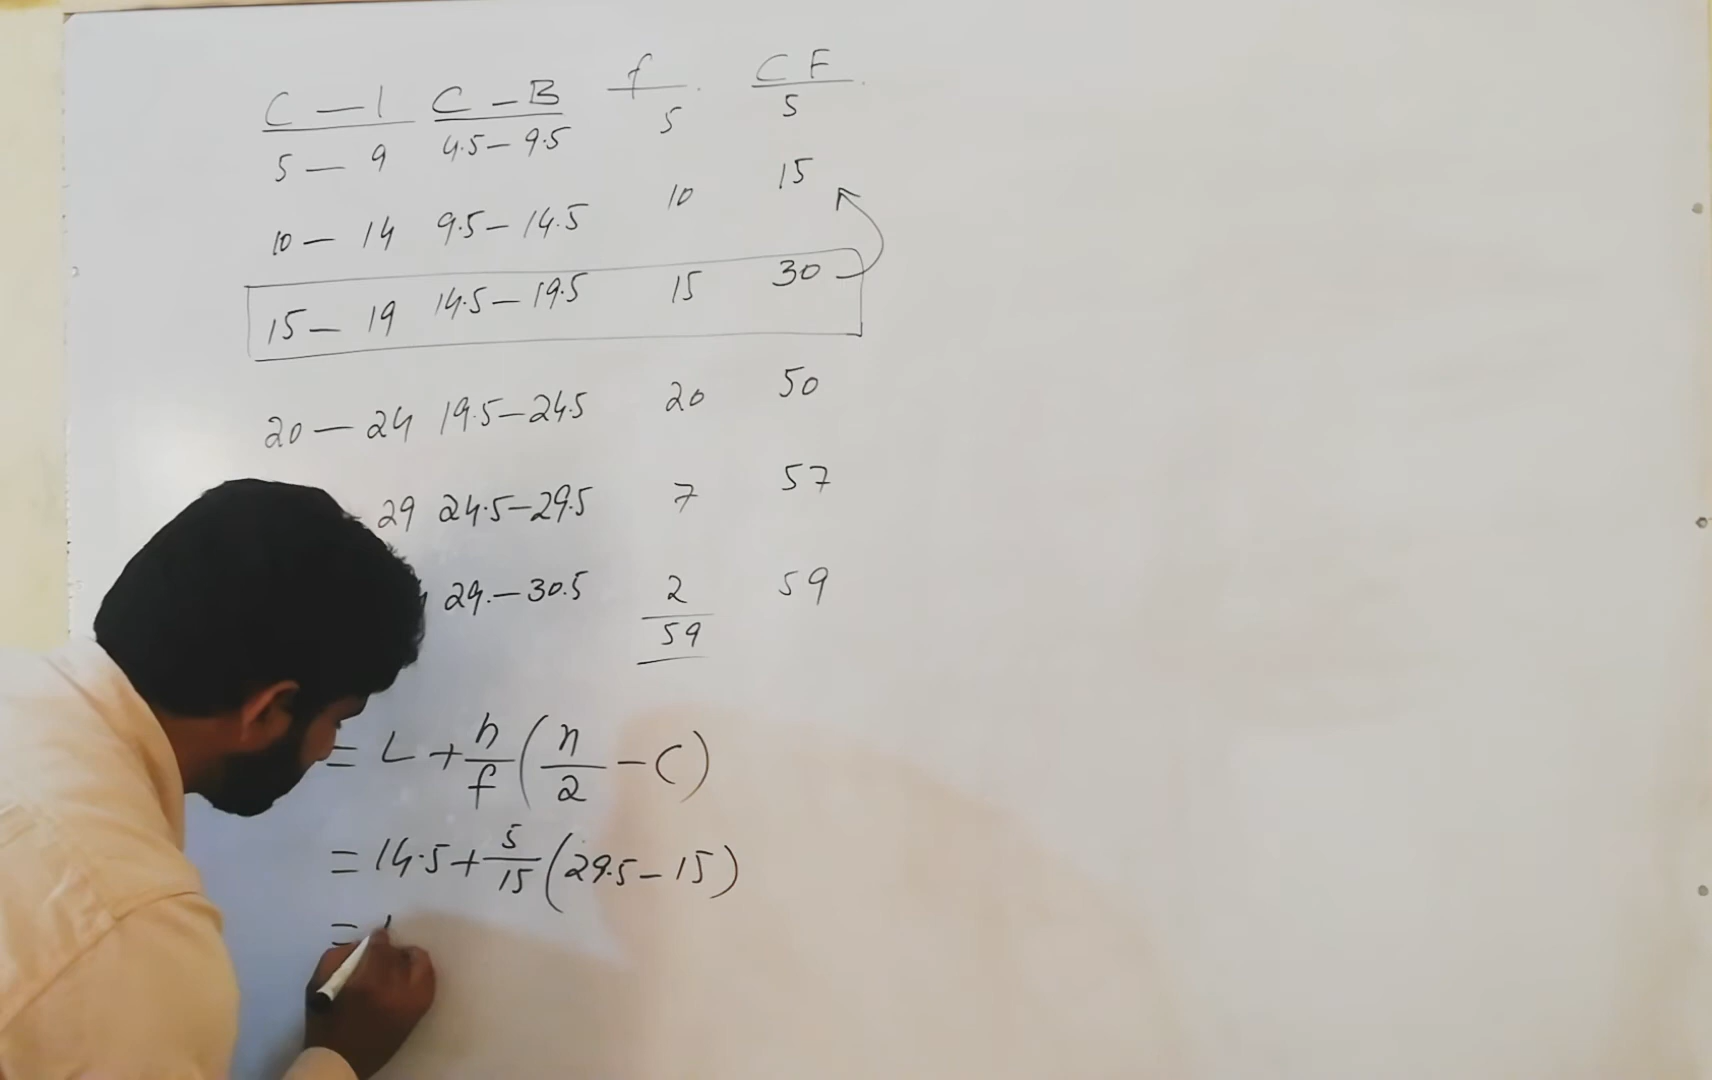 C – I C – B f CF
5 – 9 4.5 – 9.5 5 5
10 – 14 9.5 – 14.5 10 15
15 – 19 14.5 – 19.5 15 30
20 – 24 19.5 – 24.5 20 50
29 24.5 – 29.5 7 57
29. – 30.5 2 59
59
= L + h/f (n/2 – C)
= 14.5 + 5/15 (29.5 – 15)
=